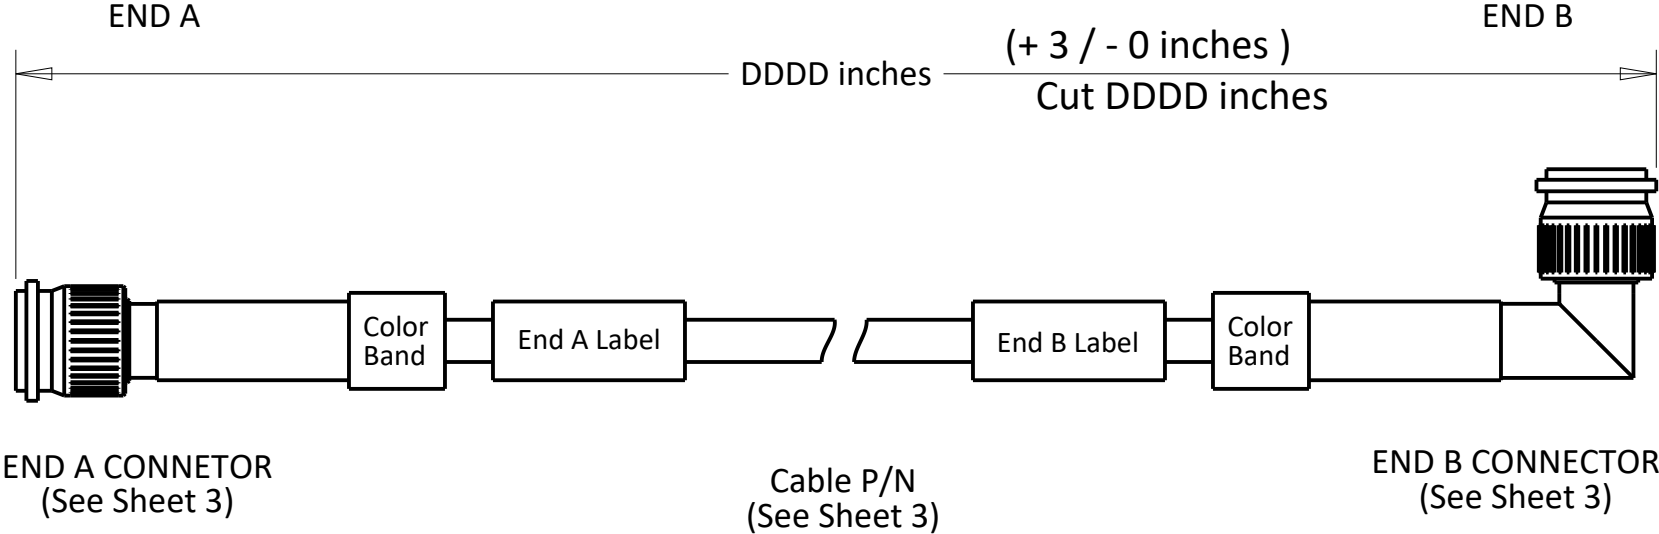 END A
END B
(+ 3 / - 0 inches )
DDDD inches
Cut DDDD inches
Color
Band
End A Label
End B Label
Color
Band
END A CONNETOR
(See Sheet 3)
Cable P/N
(See Sheet 3)
END B CONNECTOR
(See Sheet 3)